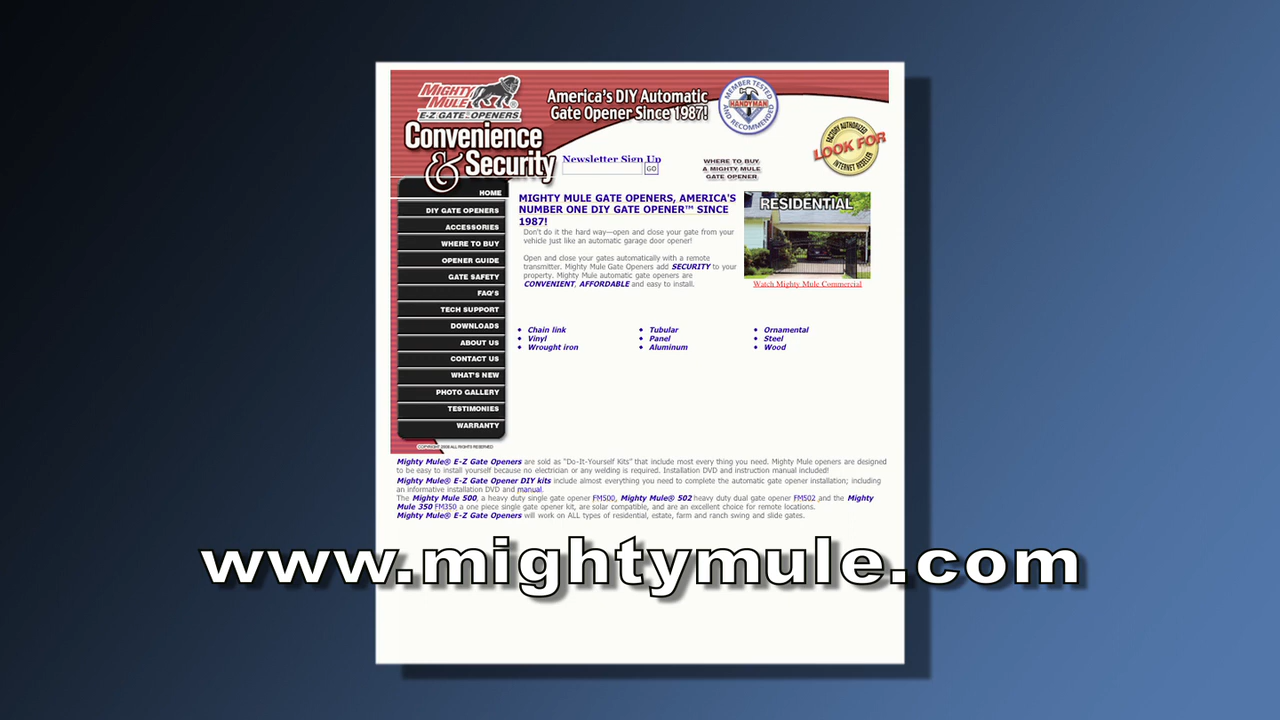 MIGHTY MULE®
E-Z GATE OPENERS
America's DIY Automatic
Gate Opener Since 1987!
MEMBER TESTED
HANDYMAN
AND RECOMMENDED
Convenience
& Security
Newsletter Sign Up
GO
WHERE TO BUY
A MIGHTY MULE
GATE OPENER
FACTORY AUTHORIZED
LOOK FOR
INTERNET RESELLER
HOME
DIY GATE OPENERS
ACCESSORIES
WHERE TO BUY
OPENER GUIDE
GATE SAFETY
FAQ'S
TECH SUPPORT
DOWNLOADS
ABOUT US
CONTACT US
WHAT'S NEW
PHOTO GALLERY
TESTIMONIES
WARRANTY
COPYRIGHT 2008 ALL RIGHTS RESERVED
MIGHTY MULE GATE OPENERS, AMERICA'S
NUMBER ONE DIY GATE OPENER™ SINCE
1987!
Don't do it the hard way—open and close your gate from your
vehicle just like an automatic garage door opener!
Open and close your gates automatically with a remote
transmitter. Mighty Mule Gate Openers add SECURITY to your
property. Mighty Mule automatic gate openers are
CONVENIENT, AFFORDABLE and easy to install.
RESIDENTIAL
Watch Mighty Mule Commercial
• Chain link • Tubular • Ornamental
• Vinyl • Panel • Steel
• Wrought iron • Aluminum • Wood
Mighty Mule® E-Z Gate Openers are sold as "Do-It-Yourself Kits" that include most every thing you need. Mighty Mule openers are designed
to be easy to install yourself because no electrician or any welding is required. Installation DVD and instruction manual included!
Mighty Mule® E-Z Gate Opener DIY kits include almost everything you need to complete the automatic gate opener installation; including
an informative installation DVD and manual.
The Mighty Mule 500, a heavy duty single gate opener FM500, Mighty Mule® 502 heavy duty dual gate opener FM502 and the Mighty
Mule 350 FM350 a one piece single gate opener kit, are solar compatible, and are an excellent choice for remote locations.
Mighty Mule® E-Z Gate Openers will work on ALL types of residential, estate, farm and ranch swing and slide gates.
www.mightymule.com